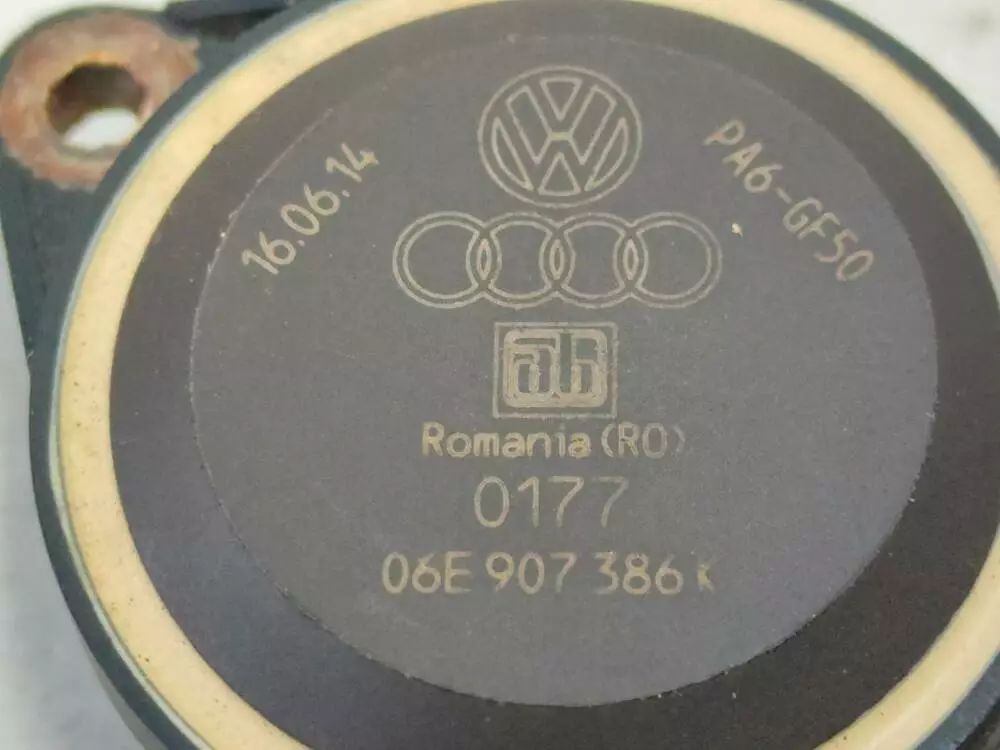 16.06.14
PA6-GF50
Romania (RO)
0177
06E 907 386 K